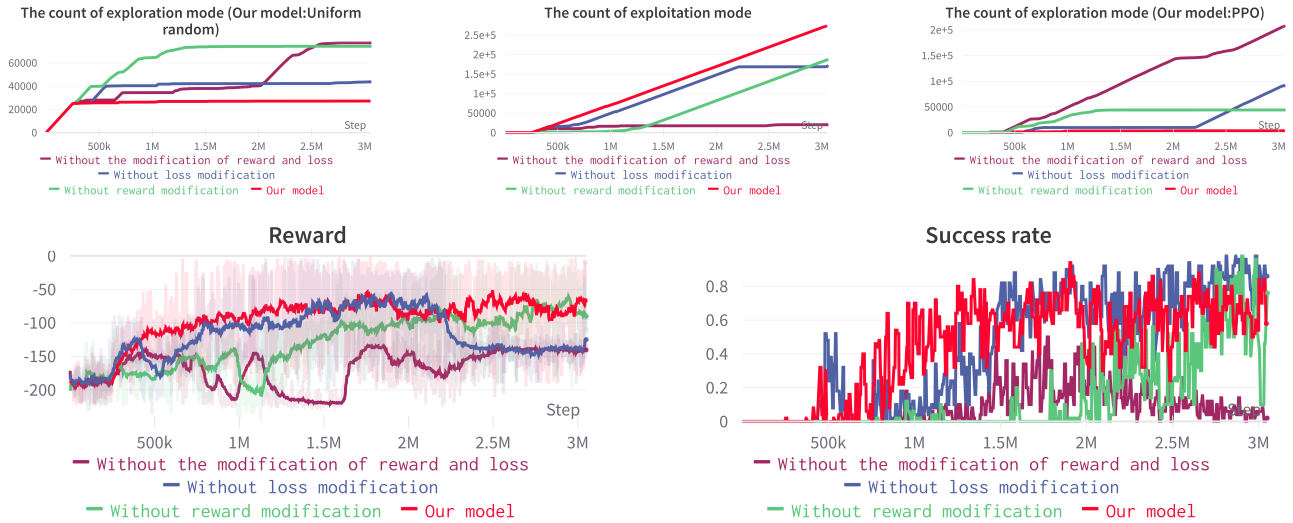 The count of exploration mode (Our model:Uniform
random)
60000
40000
20000
0
Step
500k 1M 1.5M 2M 2.5M 3M
Without the modification of reward and loss
Without loss modification
Without reward modification Our model
The count of exploitation mode
2.5e+5
2e+5
1.5e+5
1e+5
50000
0
Step
500k 1M 1.5M 2M 2.5M 3M
Without the modification of reward and loss
Without loss modification
Without reward modification Our model
The count of exploration mode (Our model:PPO)
2e+5
1.5e+5
1e+5
50000
0
Step
500k 1M 1.5M 2M 2.5M 3M
Without the modification of reward and loss
Without loss modification
Without reward modification Our model
Reward
0
-50
-100
-150
-200
Step
500k 1M 1.5M 2M 2.5M 3M
Without the modification of reward and loss
Without loss modification
Without reward modification Our model
Success rate
0.8
0.6
0.4
0.2
0
Step
500k 1M 1.5M 2M 2.5M 3M
Without the modification of reward and loss
Without loss modification
Without reward modification Our model